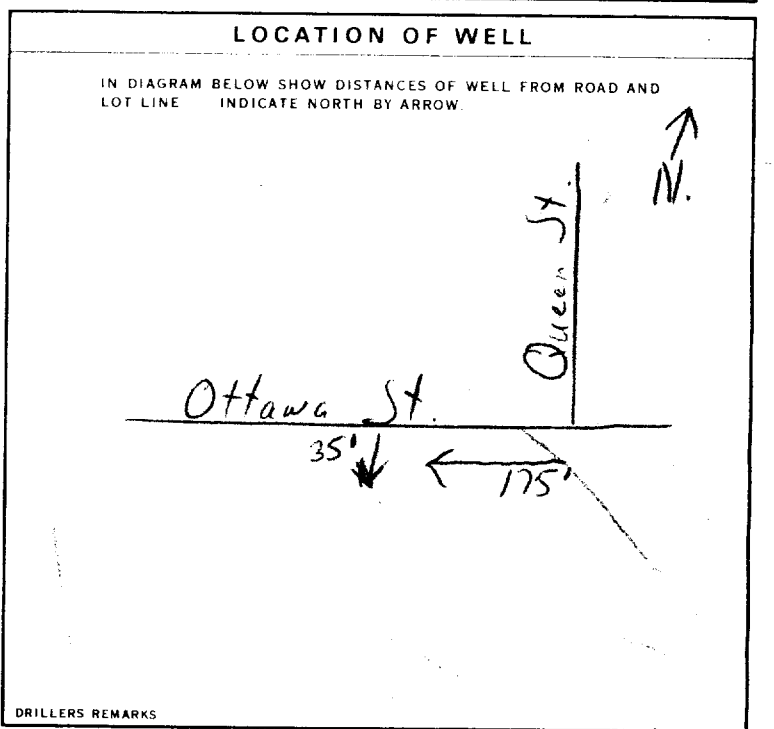 LOCATION OF WELL
IN DIAGRAM BELOW SHOW DISTANCES OF WELL FROM ROAD AND
LOT LINE INDICATE NORTH BY ARROW.
N.
Queen St.
Ottawa St.
35'
175'
DRILLERS REMARKS